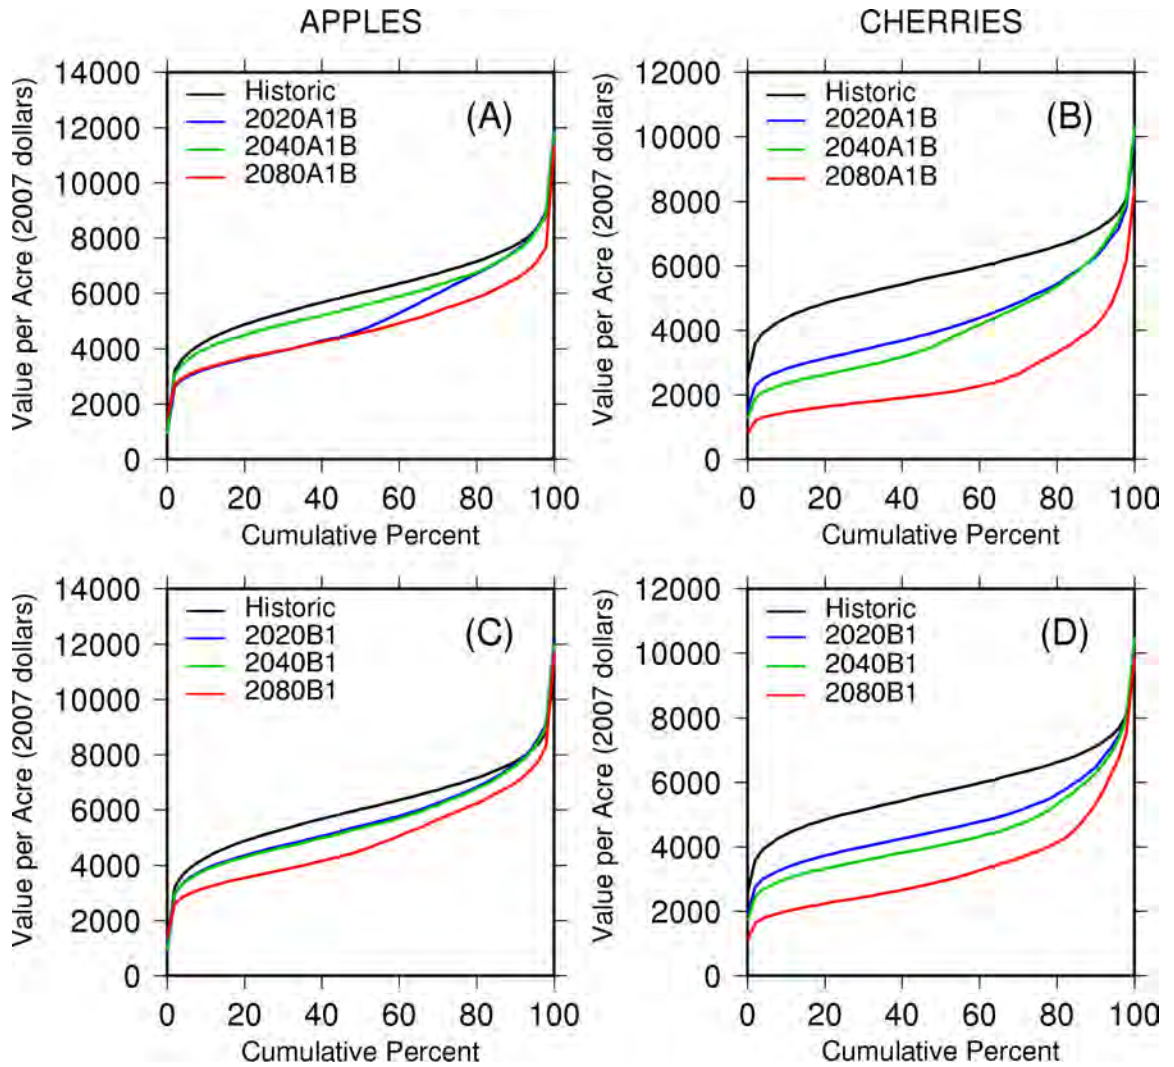 APPLES
CHERRIES
Value per Acre (2007 dollars)
14000
12000
10000
8000
6000
4000
2000
0
Historic
2020A1B
2040A1B
2080A1B
(A)
0 20 40 60 80 100
Cumulative Percent
Value per Acre (2007 dollars)
12000
10000
8000
6000
4000
2000
0
Historic
2020A1B
2040A1B
2080A1B
(B)
0 20 40 60 80 100
Cumulative Percent
Value per Acre (2007 dollars)
14000
12000
10000
8000
6000
4000
2000
0
Historic
2020B1
2040B1
2080B1
(C)
0 20 40 60 80 100
Cumulative Percent
Value per Acre (2007 dollars)
12000
10000
8000
6000
4000
2000
0
Historic
2020B1
2040B1
2080B1
(D)
0 20 40 60 80 100
Cumulative Percent